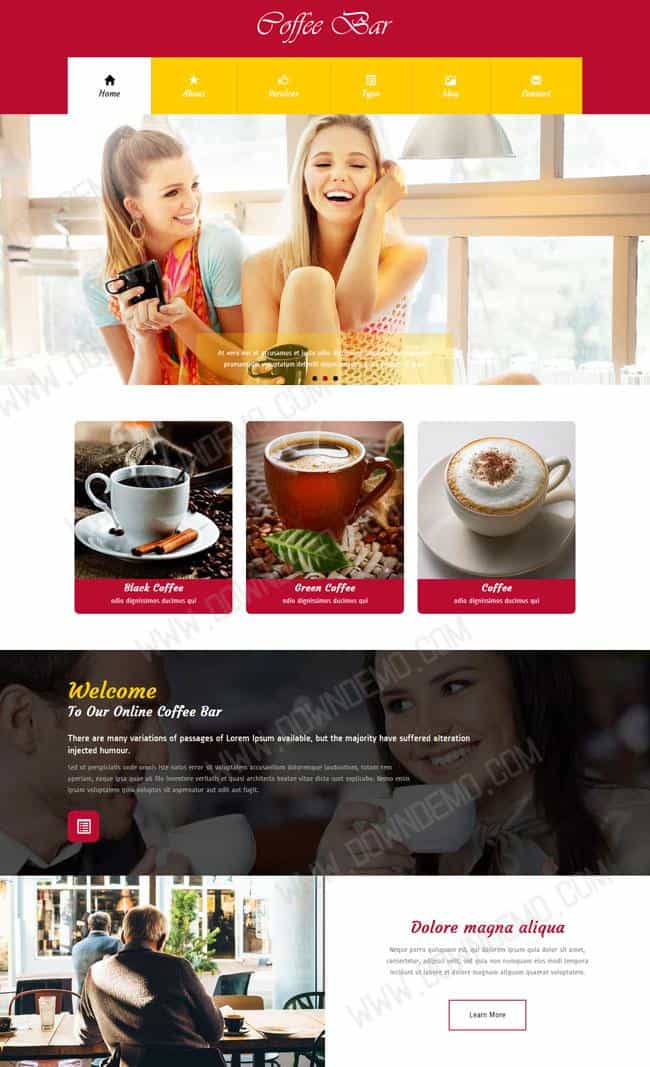 Coffee Bar
Home
About
Services
Typo
blog
Contact
At vero eos et accusamus et iusto odio
voluptatum deleniti atque
Black Coffee
odio dignissimos ducimus qui
Green Coffee
odio dignissimos ducimus qui
Coffee
odio dignissimos ducimus qui
Welcome
To Our Online Coffee Bar
There are many variations of passages of Lorem Ipsum available, but the majority have suffered alteration
injected humour.
Sed ut perspiciatis unde omnis iste natus error sit voluptatem accusantium doloremque laudantium, totam rem
aperiam, eaque ipsa quae ab illo inventore veritatis et quasi architecto beatae vitae dicta sunt explicabo. Nemo enim
ipsam voluptatem quia voluptas sit aspernatur aut odit aut fugit.
Dolore magna aliqua
Neque porro quisquam est, qui dolorem ipsum quia dolor sit amet,
consectetur, adipisci velit, sed quia non numquam eius modi tempora
incidunt ut labore et dolore magnam aliquam quaerat voluptatem.
Learn More
WWW.DOWNDEMO.COM
WWW.DOWNDEMO.COM
WWW.DOWNDEMO.COM
WWW.DOWNDEMO.COM